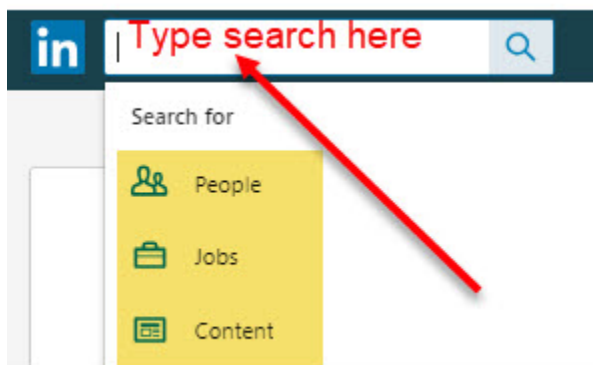 in Type search here
Search for
People
Jobs
Content